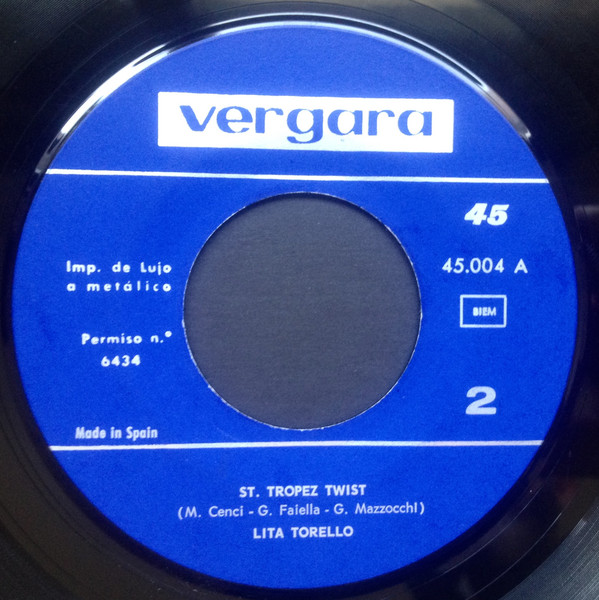 vergara
45
Imp. de Lujo
a metálico
45.004 A
BIEM
Permiso n.º
6434
2
Made in Spain
ST. TROPEZ TWIST
(M. Cenci - G. Faiella - G. Mazzocchi)
LITA TORELLO